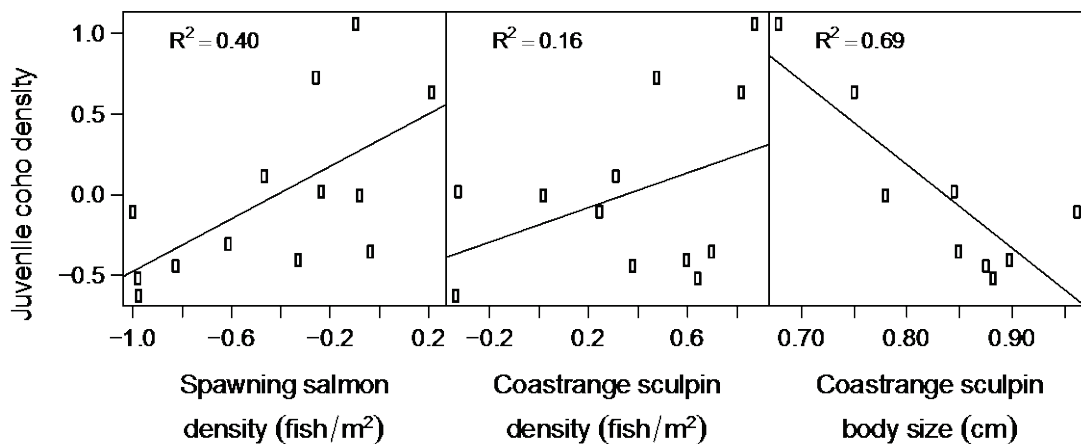 Juvenile coho density
1.0
0.5
0.0
−0.5
R² = 0.40
R² = 0.16
R² = 0.69
−1.0 −0.6 −0.2 0.2
−0.2 0.2 0.6
0.70 0.80 0.90
Spawning salmon
density (fish/m²)
Coastrange sculpin
density (fish/m²)
Coastrange sculpin
body size (cm)